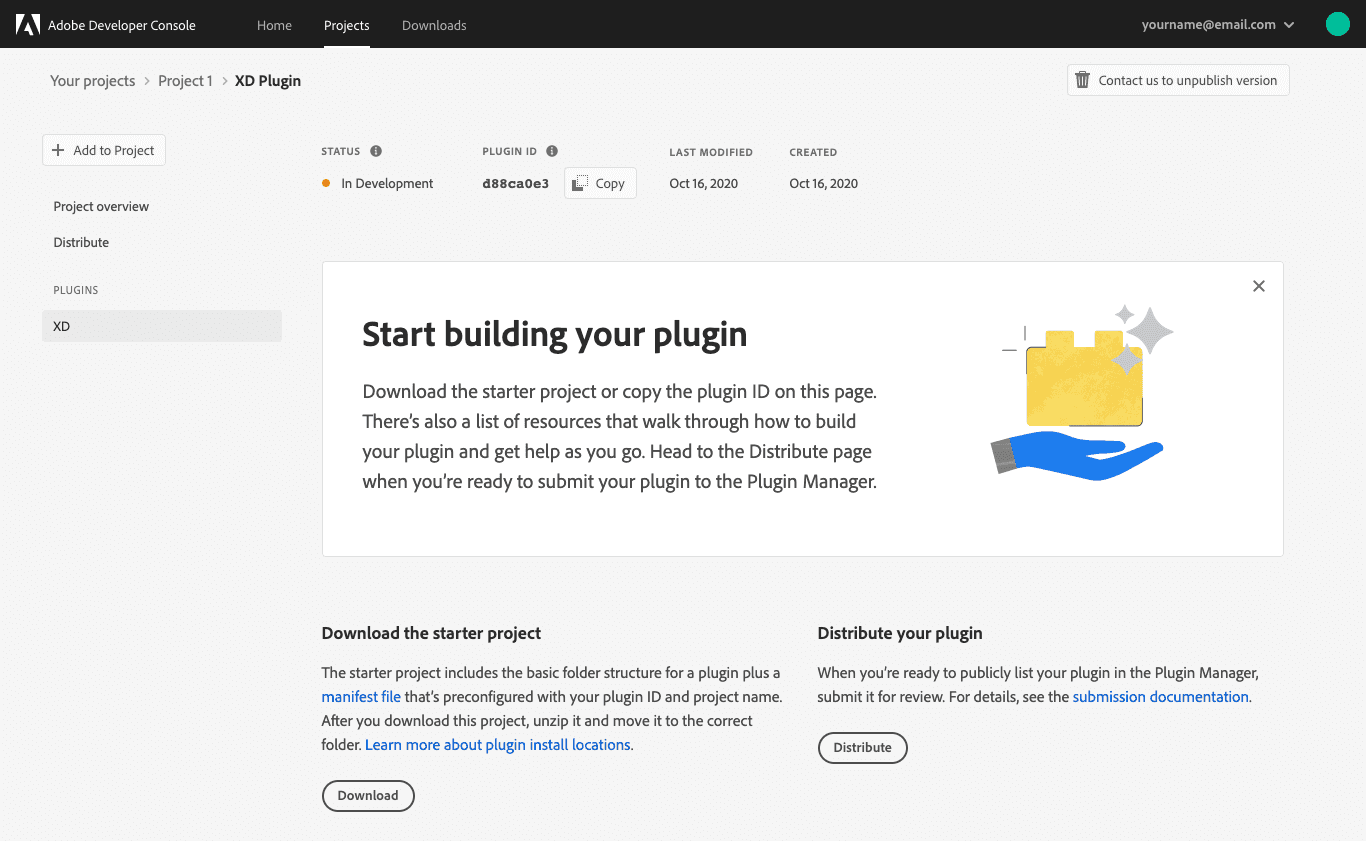 Adobe Developer Console Home Projects Downloads yourname@email.com
Your projects > Project 1 > XD Plugin
Contact us to unpublish version
Add to Project
Project overview
Distribute
PLUGINS
XD
STATUS PLUGIN ID LAST MODIFIED CREATED
In Development d88ca0e3 Copy Oct 16, 2020 Oct 16, 2020
Start building your plugin
Download the starter project or copy the plugin ID on this page.
There’s also a list of resources that walk through how to build
your plugin and get help as you go. Head to the Distribute page
when you’re ready to submit your plugin to the Plugin Manager.
Download the starter project
The starter project includes the basic folder structure for a plugin plus a
manifest file that’s preconfigured with your plugin ID and project name.
After you download this project, unzip it and move it to the correct
folder. Learn more about plugin install locations.
Download
Distribute your plugin
When you’re ready to publicly list your plugin in the Plugin Manager,
submit it for review. For details, see the submission documentation.
Distribute